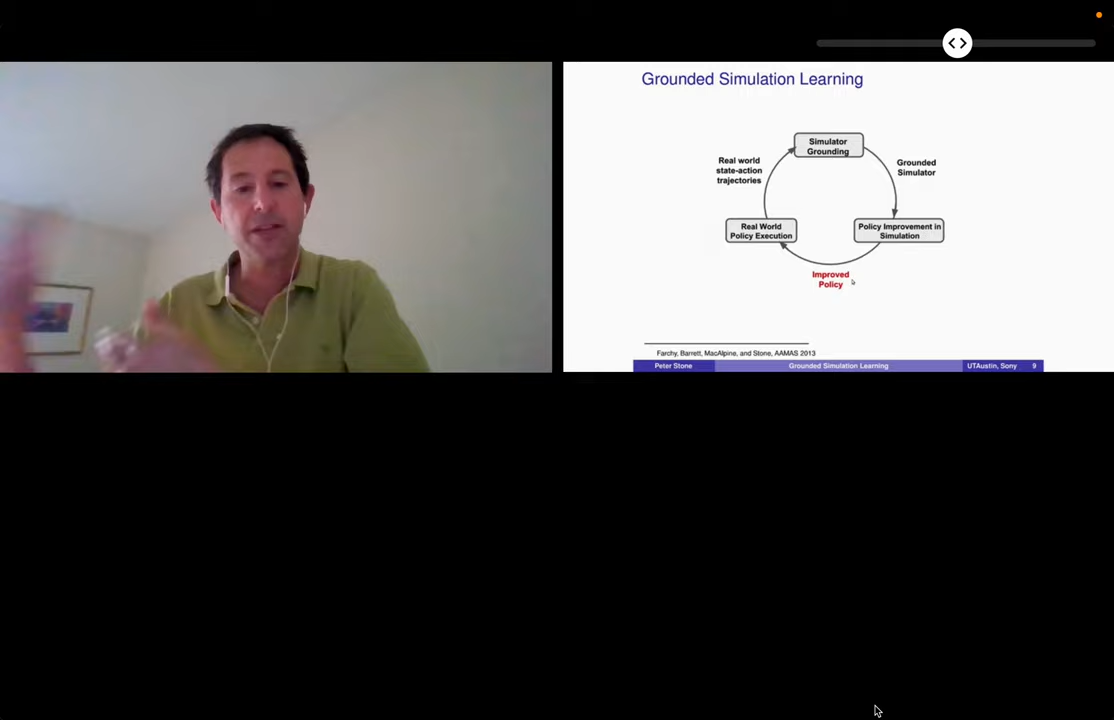 Grounded Simulation Learning
Simulator
Grounding
Real world
state-action
trajectories
Grounded
Simulator
Real World
Policy Execution
Policy Improvement in
Simulation
Improved
Policy
Farchy, Barrett, MacAlpine, and Stone, AAMAS 2013
Peter Stone Grounded Simulation Learning UTAustin, Sony 9